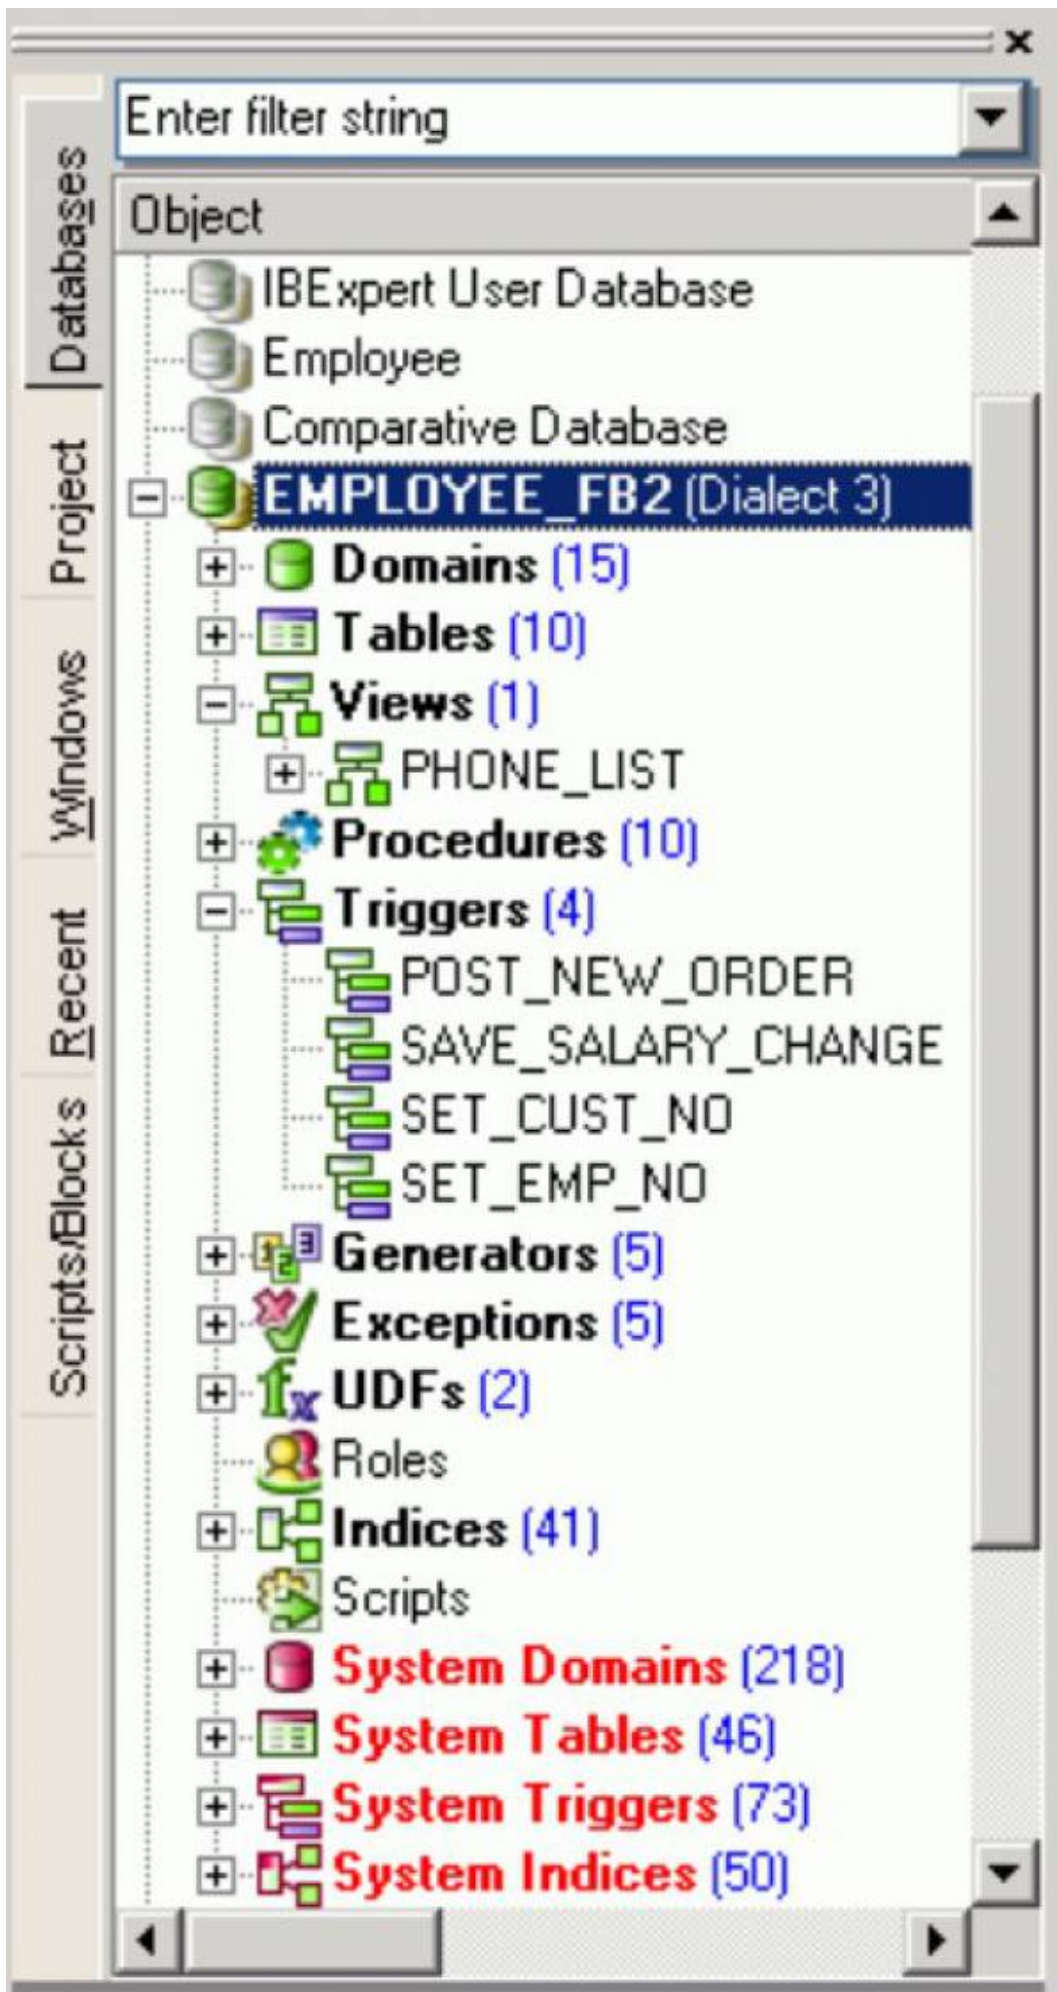 Enter filter string
Object
IBExpert User Database
Employee
Comparative Database
EMPLOYEE_FB2 (Dialect 3)
Domains (15)
Tables (10)
Views (1)
PHONE_LIST
Procedures (10)
Triggers (4)
POST_NEW_ORDER
SAVE_SALARY_CHANGE
SET_CUST_NO
SET_EMP_NO
Generators (5)
Exceptions (5)
UDFs (2)
Roles
Indices (41)
Scripts
System Domains (218)
System Tables (46)
System Triggers (73)
System Indices (50)
Databases
Project
Windows
Recent
Scripts/Blocks